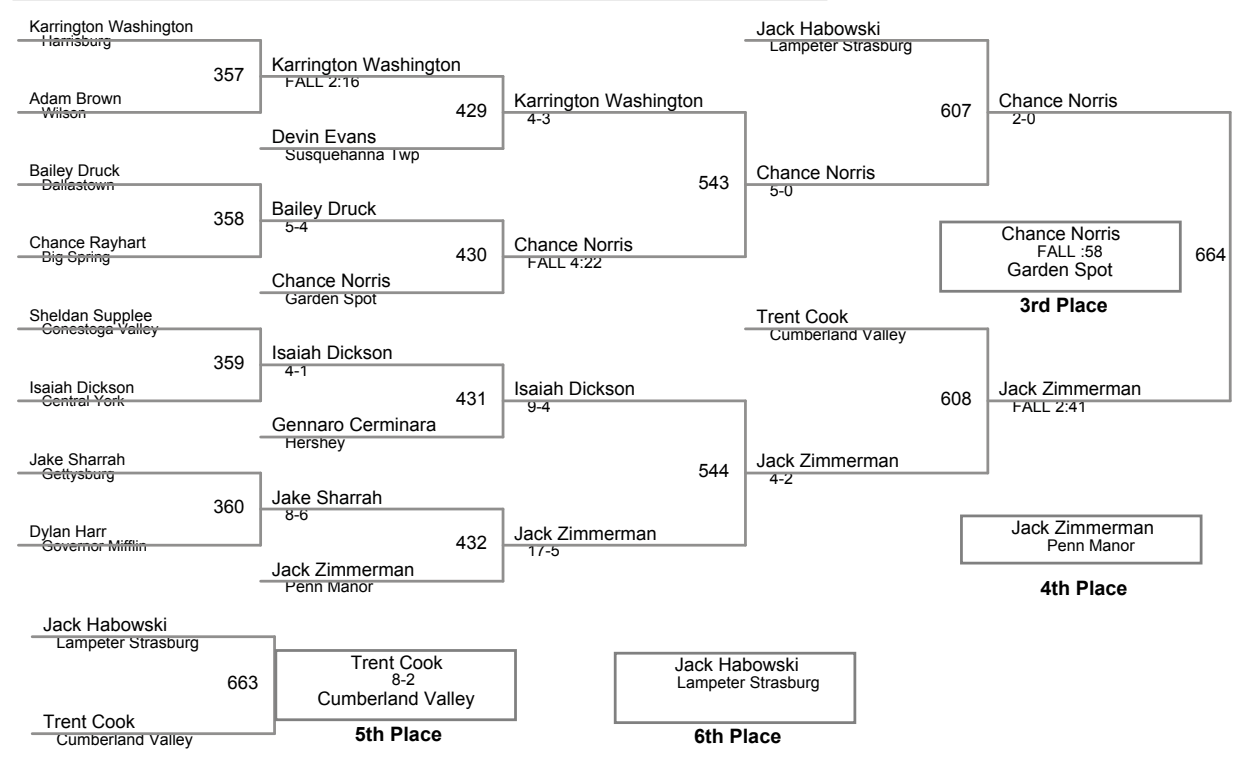 Karrington Washington
Harrisburg
357
Adam Brown
Wilson
Bailey Druck
Dallastown
358
Chance Rayhart
Big Spring
Sheldan Supplee
Conestoga Valley
359
Isaiah Dickson
Central York
Jake Sharrah
Gettysburg
360
Dylan Harr
Governor Mifflin
Karrington Washington
FALL 2:16
429
Devin Evans
Susquehanna Twp
Bailey Druck
5-4
430
Chance Norris
Garden Spot
Isaiah Dickson
4-1
431
Gennaro Cerminara
Hershey
Jake Sharrah
8-6
432
Jack Zimmerman
Penn Manor
Karrington Washington
4-3
543
Chance Norris
FALL 4:22
Isaiah Dickson
9-4
544
Jack Zimmerman
17-5
Jack Habowski
Lampeter Strasburg
607
Chance Norris
5-0
Trent Cook
Cumberland Valley
608
Jack Zimmerman
4-2
Chance Norris
2-0
664
Jack Zimmerman
FALL 2:41
Chance Norris
FALL :58
Garden Spot
3rd Place
Jack Zimmerman
Penn Manor
4th Place
Jack Habowski
Lampeter Strasburg
663
Trent Cook
Cumberland Valley
Trent Cook
8-2
Cumberland Valley
5th Place
Jack Habowski
Lampeter Strasburg
6th Place